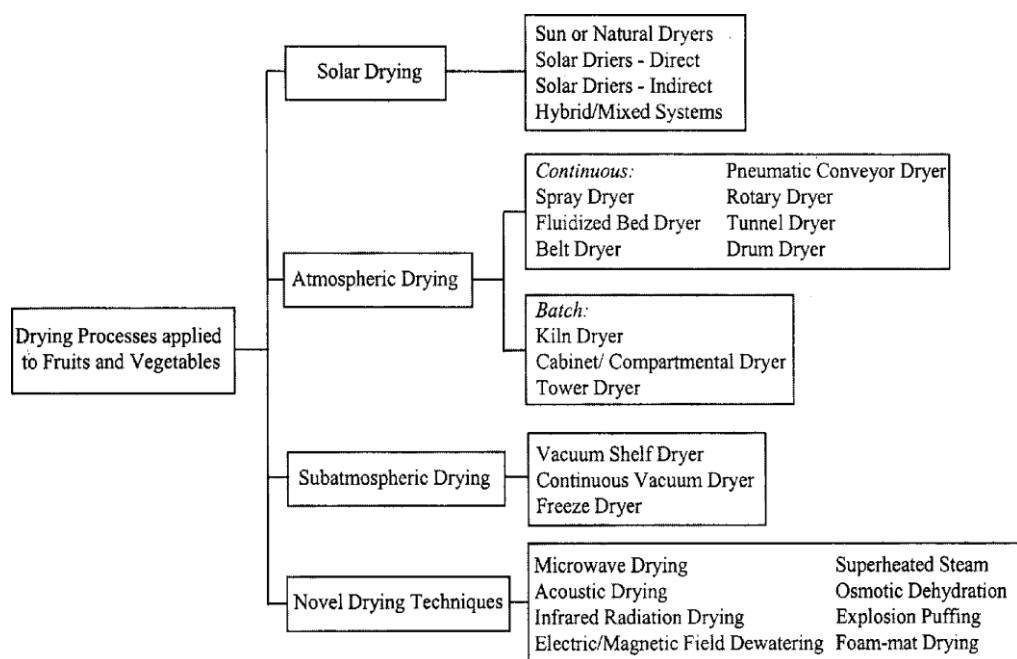 Drying Processes applied
to Fruits and Vegetables
Solar Drying
Sun or Natural Dryers
Solar Driers - Direct
Solar Driers - Indirect
Hybrid/Mixed Systems
Atmospheric Drying
Continuous:
Spray Dryer
Fluidized Bed Dryer
Belt Dryer
Pneumatic Conveyor Dryer
Rotary Dryer
Tunnel Dryer
Drum Dryer
Batch:
Kiln Dryer
Cabinet/ Compartmental Dryer
Tower Dryer
Subatmospheric Drying
Vacuum Shelf Dryer
Continuous Vacuum Dryer
Freeze Dryer
Novel Drying Techniques
Microwave Drying
Acoustic Drying
Infrared Radiation Drying
Electric/Magnetic Field Dewatering
Superheated Steam
Osmotic Dehydration
Explosion Puffing
Foam-mat Drying